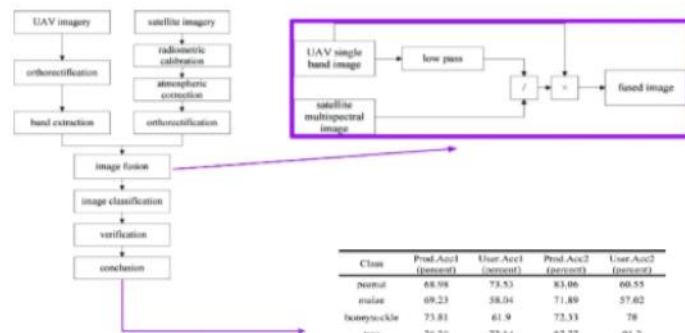 UAV imagery
satellite imagery
radiometric
calibration
orthorectification
atmospheric
correction
band extraction
orthorectification
image fusion
image classification
verification
conclusion
UAV single
band image
low pass
/
×
fused image
satellite
multispectral
image
Class Prod.Acc1 (percent) User.Acc1 (percent) Prod.Acc2 (percent) User.Acc2 (percent)
peanut 68.98 73.53 83.06 60.55
maize 69.23 58.04 71.89 57.02
honeysuckle 73.81 61.9 72.33 78